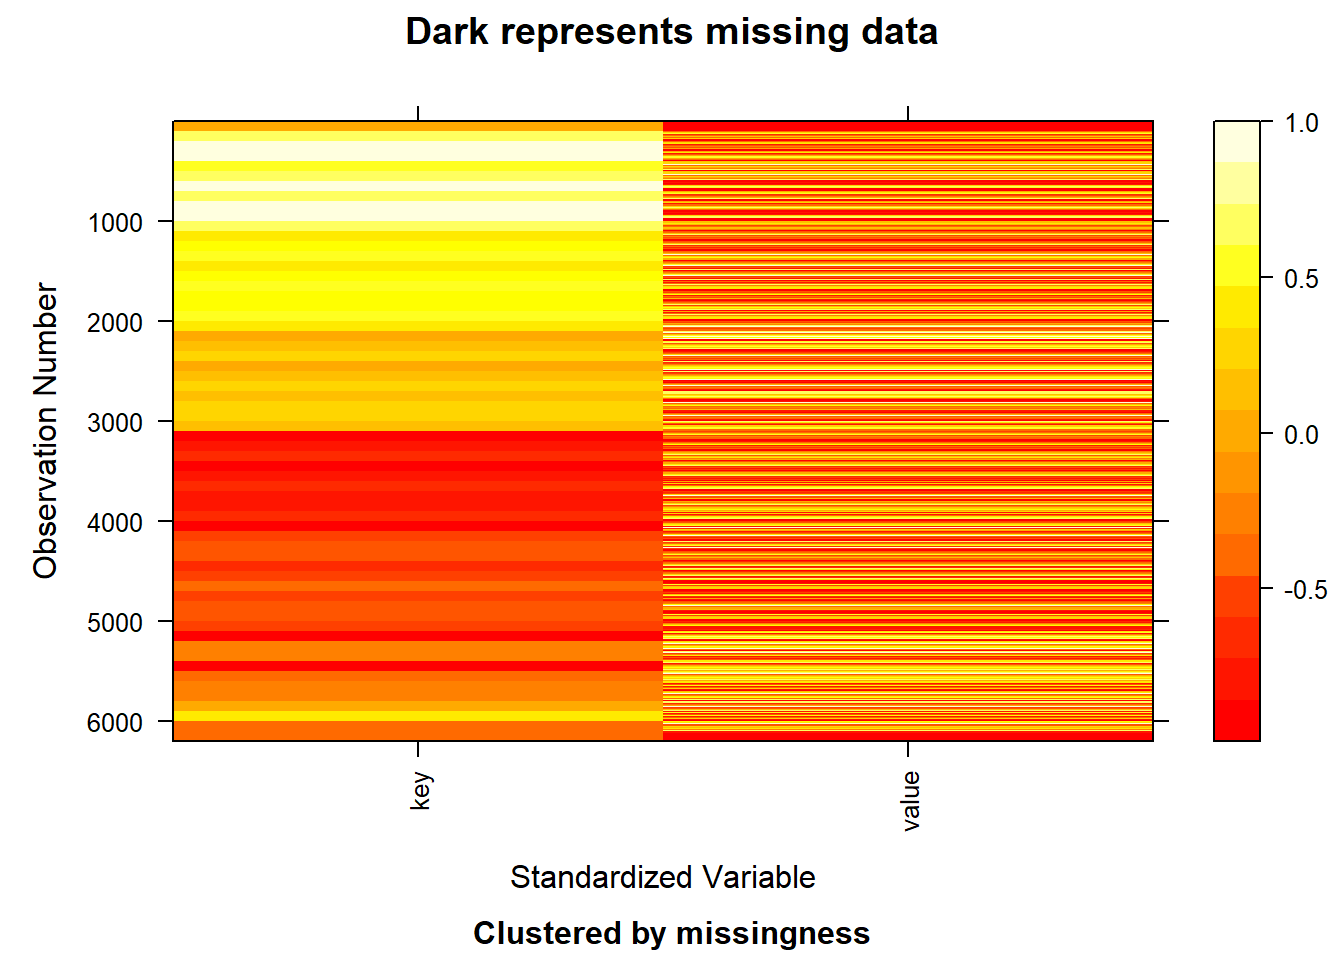 Dark represents missing data
1.0
0.5
0.0
-0.5
Observation Number
1000
2000
3000
4000
5000
6000
key
value
Standardized Variable
Clustered by missingness